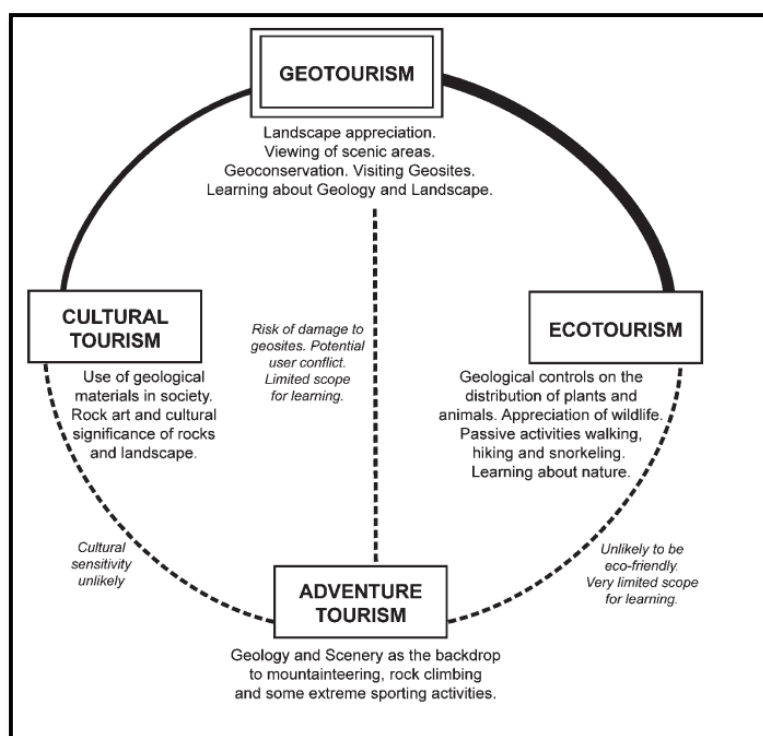 GEOTOURISM
Landscape appreciation.
Viewing of scenic areas.
Geoconservation. Visiting Geosites.
Learning about Geology and Landscape.
CULTURAL
TOURISM
Use of geological
materials in society.
Rock art and cultural
significance of rocks
and landscape.
Risk of damage to
geosites. Potential
user conflict.
Limited scope
for learning.
ECOTOURISM
Geological controls on the
distribution of plants and
animals. Appreciation of wildlife.
Passive activities walking,
hiking and snorkeling.
Learning about nature.
Cultural
sensitivity
unlikely
Unlikely to be
eco-friendly.
Very limited scope
for learning.
ADVENTURE
TOURISM
Geology and Scenery as the backdrop
to mountainteering, rock climbing
and some extreme sporting activities.